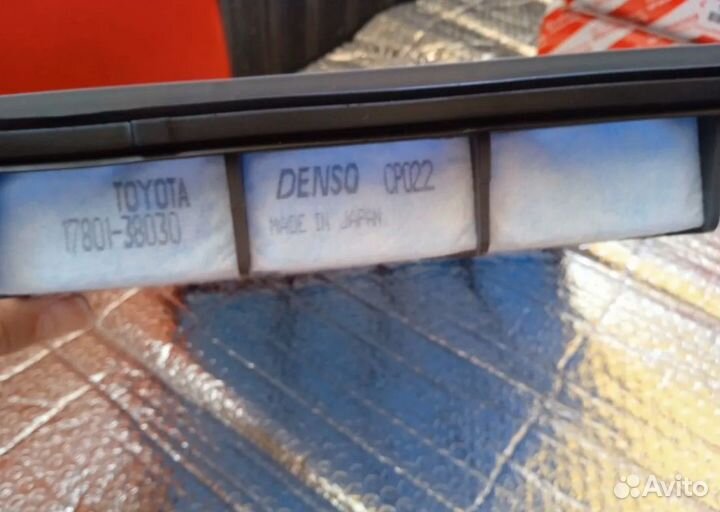 TOYOTA
17801-38030
DENSO CP022
MADE IN JAPAN
Avito